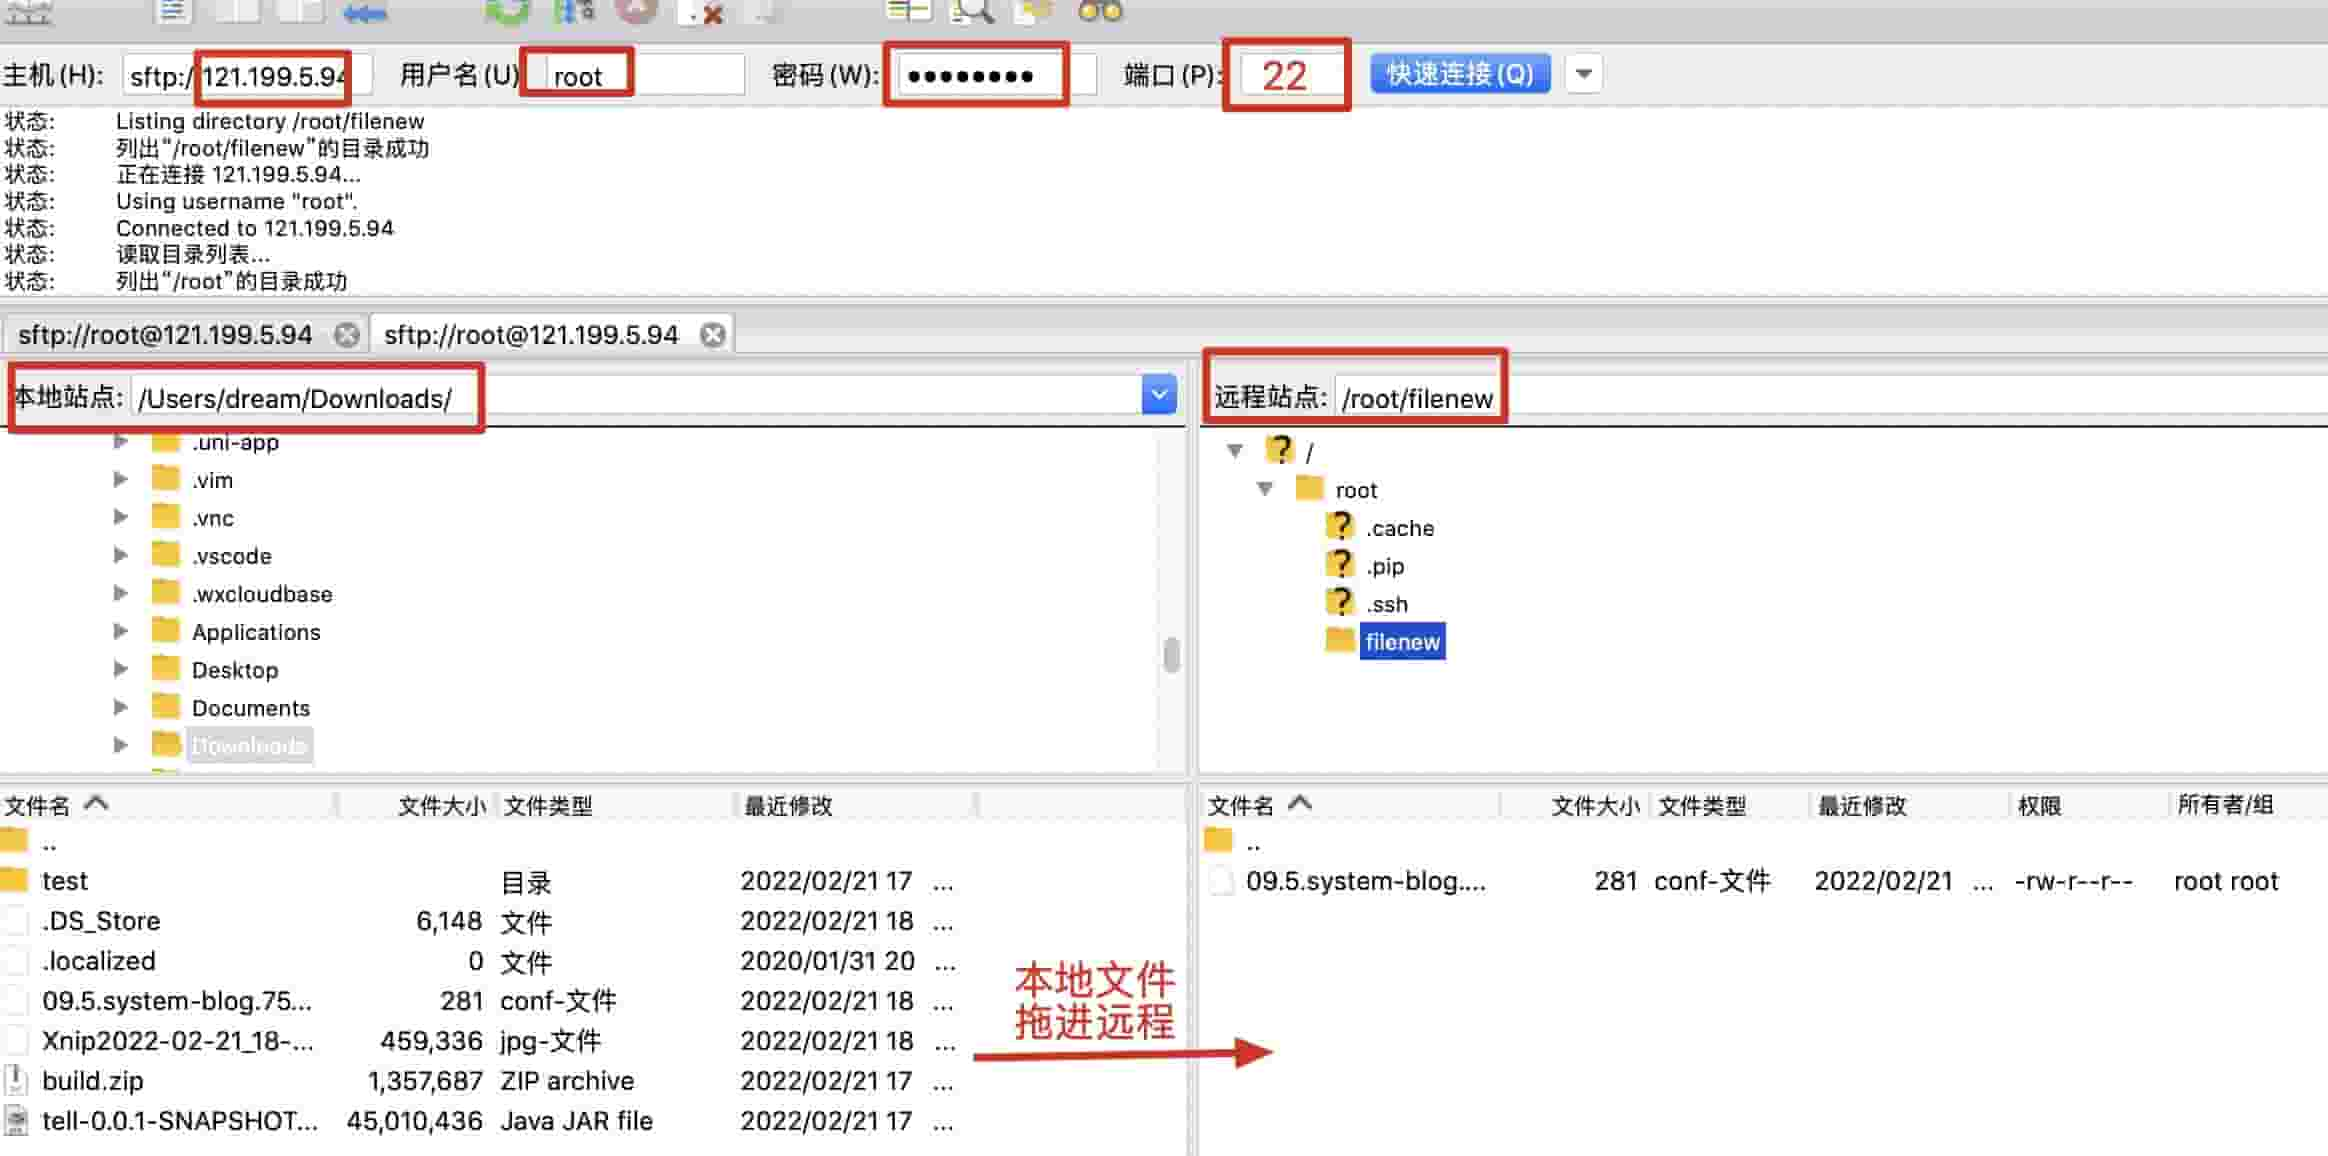 主机(H): sftp://121.199.5.94 用户名(U) root 密码(W): ●●●●●●●● 端口(P): 22 快速连接(Q)
状态: Listing directory /root/filenew
状态: 列出“/root/filenew”的目录成功
状态: 正在连接 121.199.5.94...
状态: Using username "root".
状态: Connected to 121.199.5.94
状态: 读取目录列表...
状态: 列出“/root”的目录成功
sftp://root@121.199.5.94 sftp://root@121.199.5.94
本地站点: /Users/dream/Downloads/
.uni-app
.vim
.vnc
.vscode
.wxcloudbase
Applications
Desktop
Documents
Downloads
远程站点: /root/filenew
/
root
.cache
.pip
.ssh
filenew
文件名 文件大小 文件类型 最近修改
..
test 目录 2022/02/21 17 ...
.DS_Store 6,148 文件 2022/02/21 18 ...
.localized 0 文件 2020/01/31 20 ...
09.5.system-blog.75... 281 conf-文件 2022/02/21 18 ...
Xnip2022-02-21_18-... 459,336 jpg-文件 2022/02/21 18 ...
build.zip 1,357,687 ZIP archive 2022/02/21 17 ...
tell-0.0.1-SNAPSHOT... 45,010,436 Java JAR file 2022/02/21 17 ...
本地文件
拖进远程
文件名 文件大小 文件类型 最近修改 权限 所有者/组
..
09.5.system-blog.... 281 conf-文件 2022/02/21 ... -rw-r--r-- root root